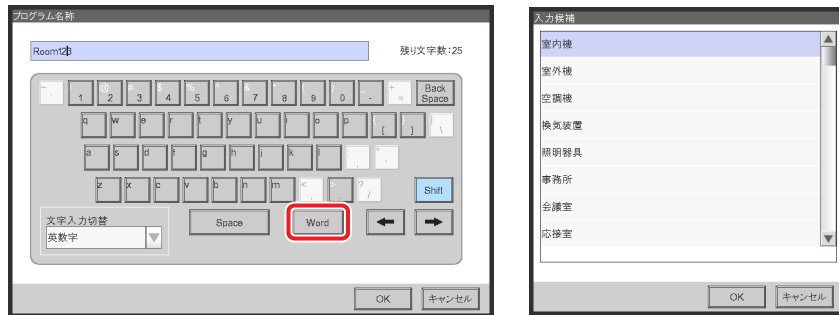 プログラム名称
Room123
残り文字数:25
~ ! @ # $ % & * ( ) _ +
` 1 2 3 4 5 6 7 8 9 0 - = Back Space
q w e r t y u i o p [ ] \
a s d f g h j k l
z x c v b n m < , > ? / Shift
文字入力切替
英数字
Space Word ← →
OK キャンセル
入力候補
室内機
室外機
空調機
換気装置
照明器具
事務所
会議室
応接室
OK キャンセル